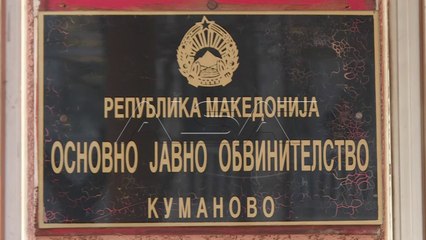 РЕПУБЛИКА МАКЕДОНИЈА
ОСНОВНО ЈАВНО ОБВИНИТЕЛСТВО
КУМАНОВО